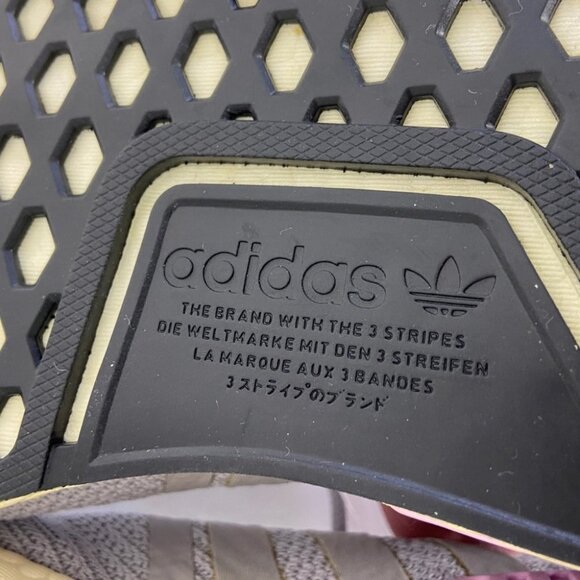 adidas
THE BRAND WITH THE 3 STRIPES
DIE WELTMARKE MIT DEN 3 STREIFEN
LA MARQUE AUX 3 BANDES
3ストライプのブランド